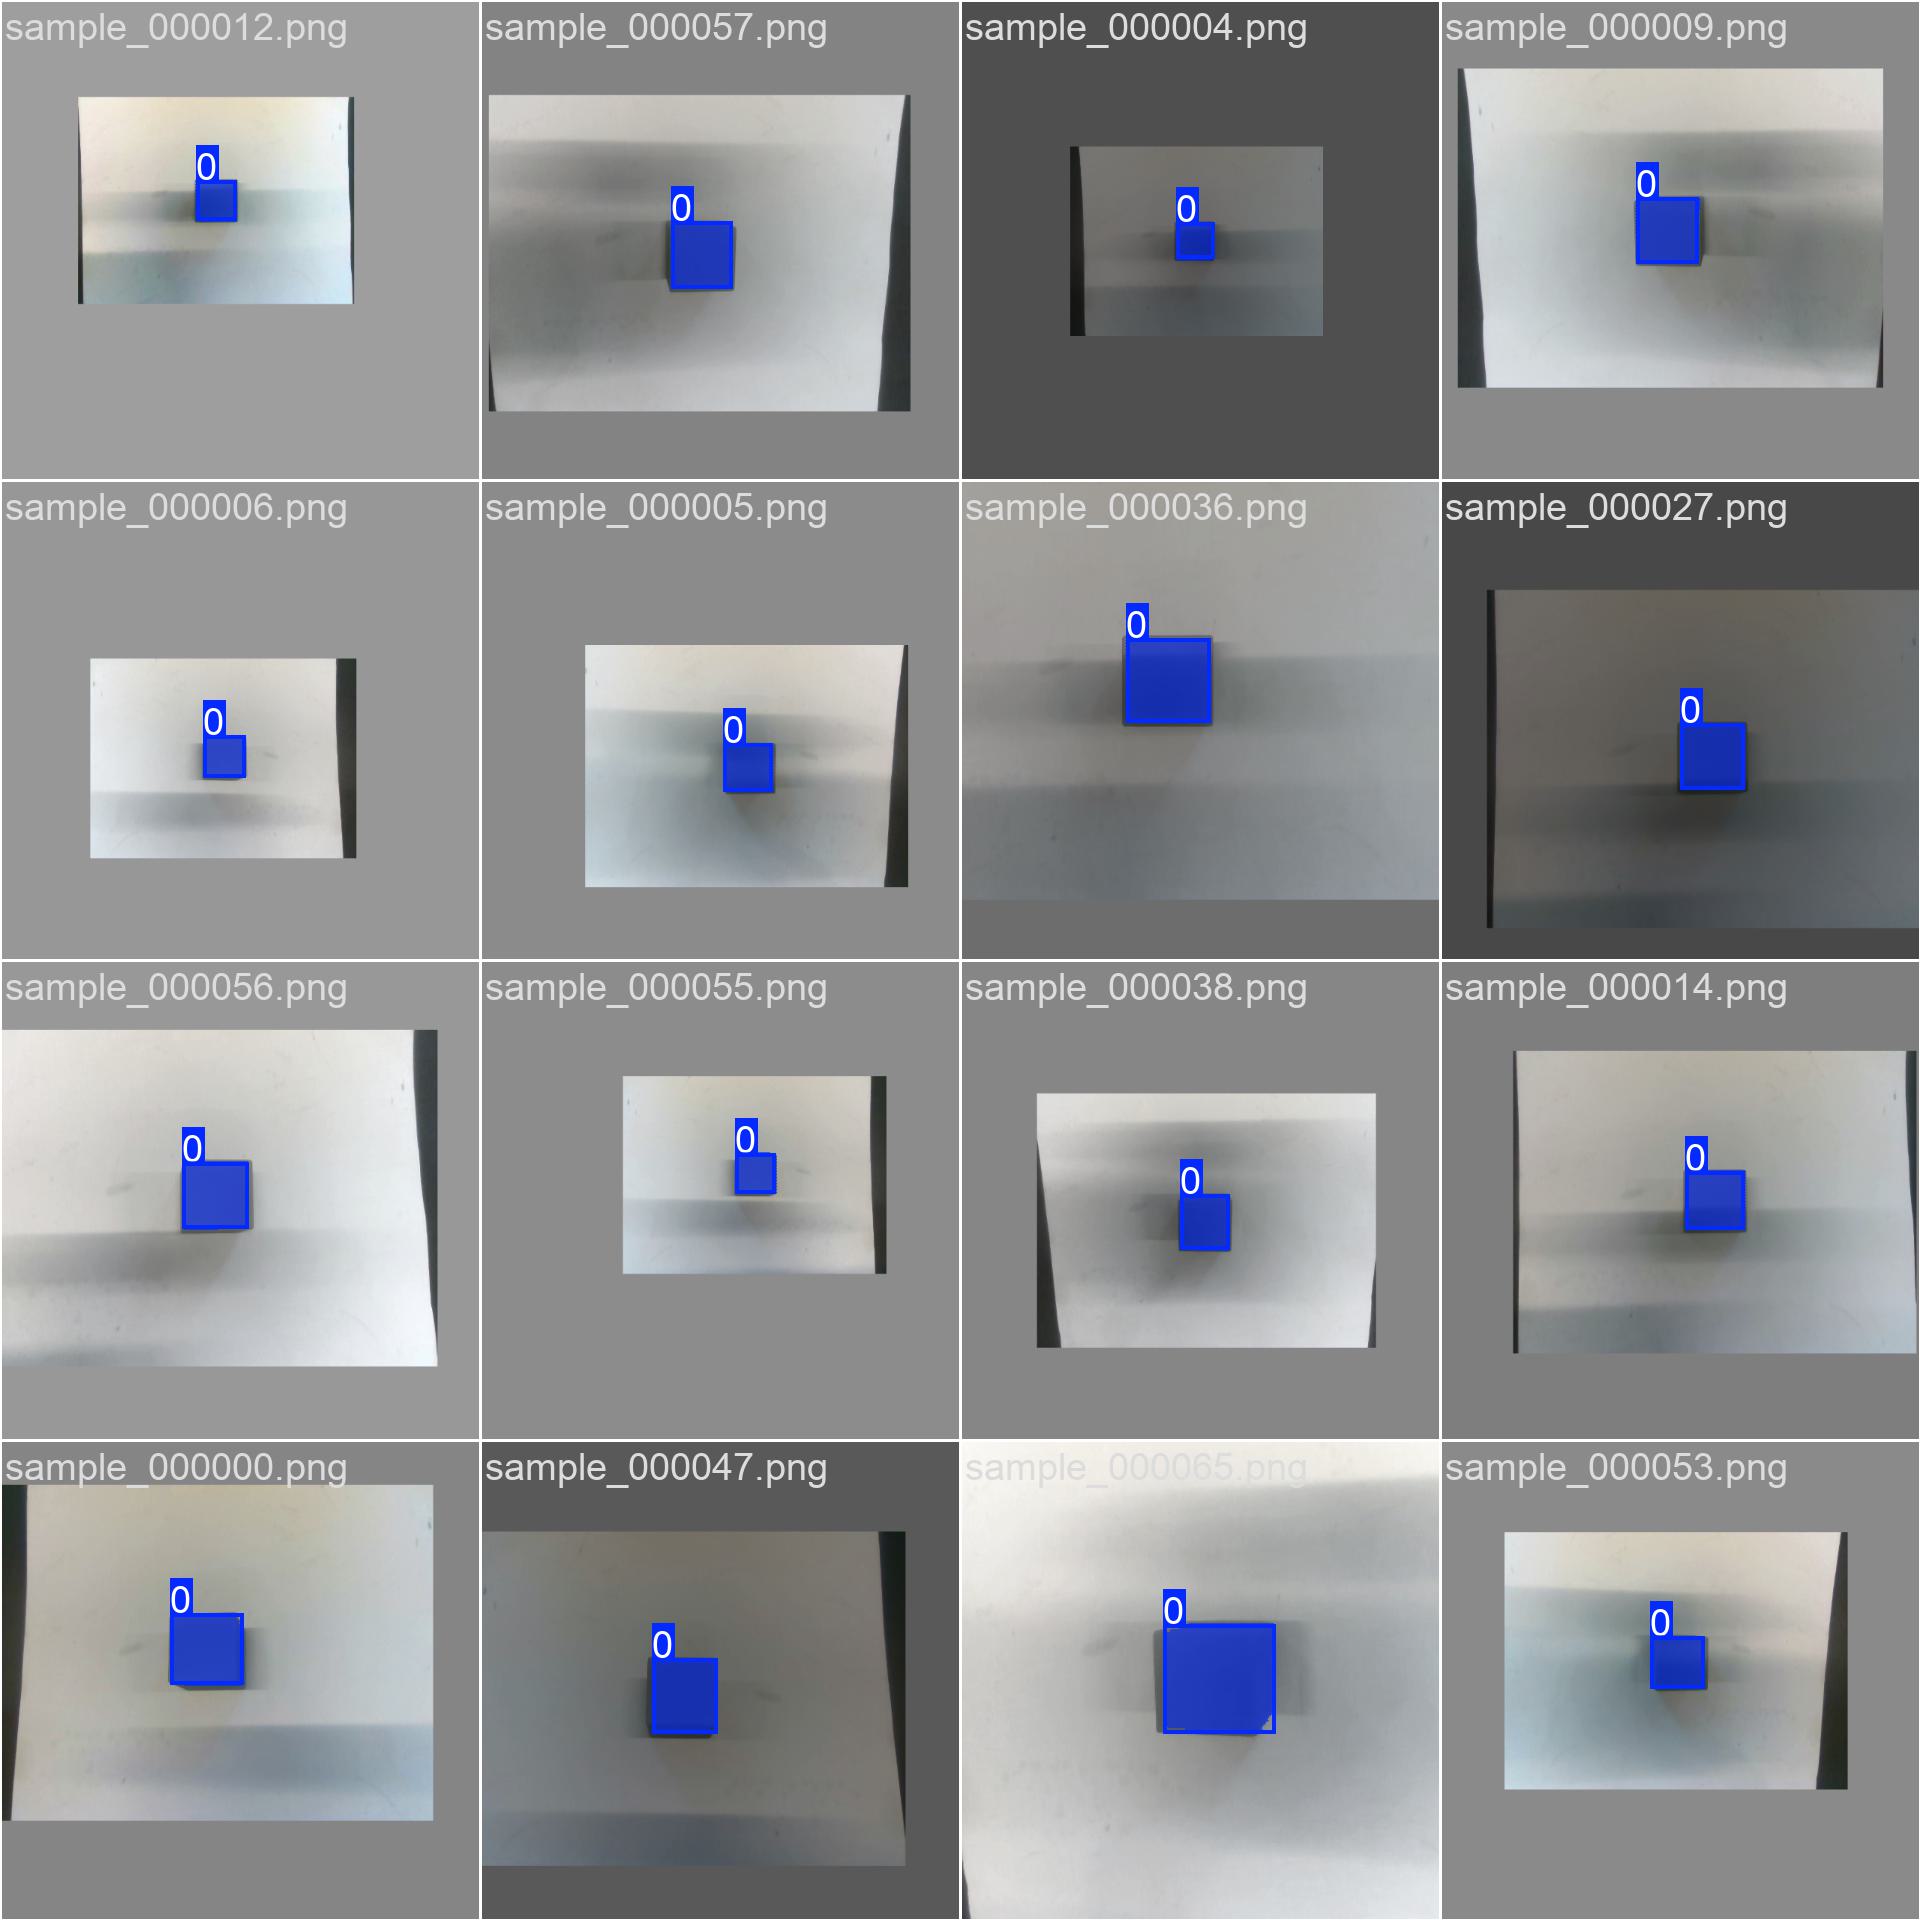 sample_000012.png
sample_000057.png
sample_000004.png
sample_000009.png
0
0
0
0
sample_000006.png
sample_000005.png
sample_000036.png
sample_000027.png
0
0
0
0
sample_000056.png
sample_000055.png
sample_000038.png
sample_000014.png
0
0
0
0
sample_000000.png
sample_000047.png
sample_000065.png
sample_000053.png
0
0
0
0